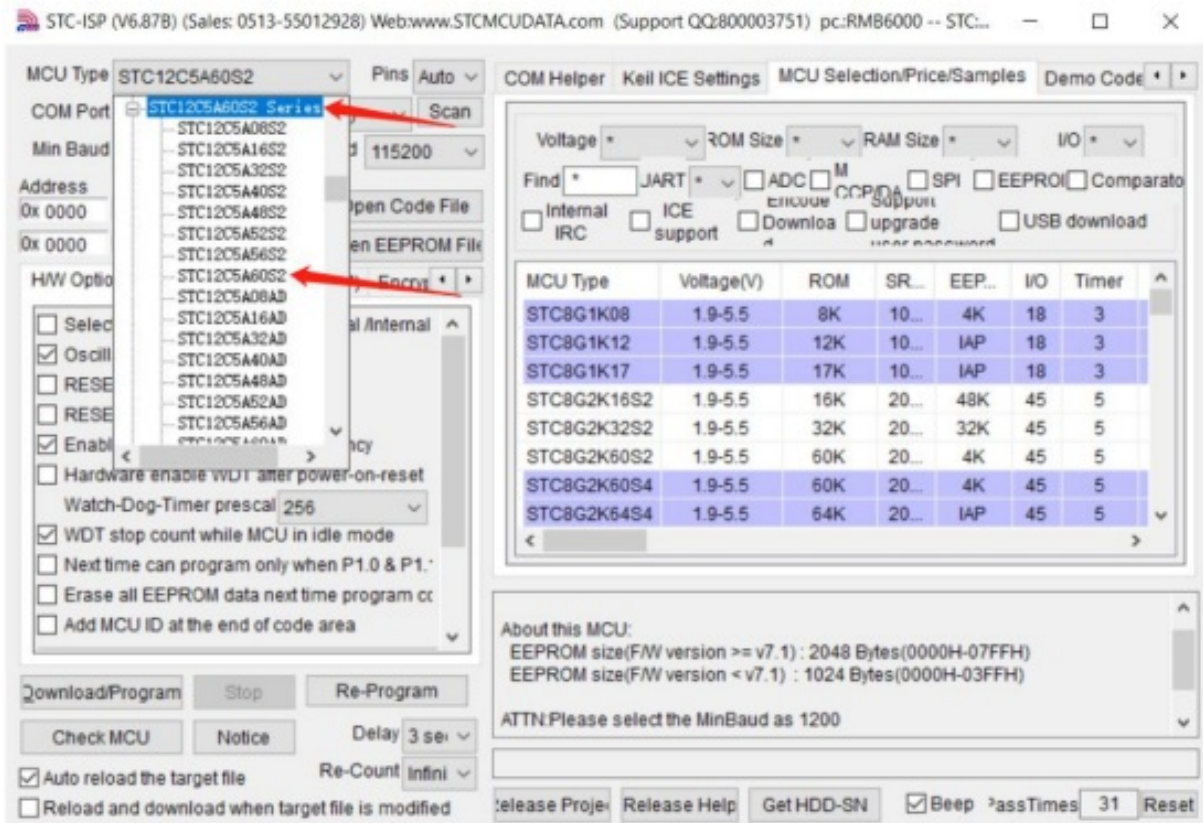 STC-ISP (V6.87B) (Sales: 0513-55012928) Web:www.STCMCUDATA.com (Support QQ:800003751) pc.:RMB6000 -- STC:...
MCU Type STC12C5A60S2 Pins Auto
COM Port Scan
Min Baud 115200
Address
0x 0000 Open Code File
0x 0000 en EEPROM File
H/W Optio Encry
STC12C5A60S2 Series
STC12C5A08S2
STC12C5A16S2
STC12C5A32S2
STC12C5A40S2
STC12C5A48S2
STC12C5A52S2
STC12C5A56S2
STC12C5A60S2
STC12C5A08AD
STC12C5A16AD
STC12C5A32AD
STC12C5A40AD
STC12C5A48AD
STC12C5A52AD
STC12C5A56AD
STC12C5A60AD
Selec al /Internal
Oscill
RESE
RESE
Enabl ncy
Hardware enable WDT after power-on-reset
Watch-Dog-Timer prescal 256
WDT stop count while MCU in idle mode
Next time can program only when P1.0 & P1.
Erase all EEPROM data next time program cc
Add MCU ID at the end of code area
Download/Program Stop Re-Program
Check MCU Notice Delay 3 se
Auto reload the target file Re-Count Infini
Reload and download when target file is modified
COM Helper Keil ICE Settings MCU Selection/Price/Samples Demo Code
Voltage * ROM Size * RAM Size * I/O *
Find * UART * ADC M CCP/DA SPI EEPROI Comparato
Internal IRC ICE support Encode Downloa d Support upgrade user password USB download
MCU Type Voltage(V) ROM SR... EEP... I/O Timer
STC8G1K08 1.9-5.5 8K 10... 4K 18 3
STC8G1K12 1.9-5.5 12K 10... IAP 18 3
STC8G1K17 1.9-5.5 17K 10... IAP 18 3
STC8G2K16S2 1.9-5.5 16K 20... 48K 45 5
STC8G2K32S2 1.9-5.5 32K 20... 32K 45 5
STC8G2K60S2 1.9-5.5 60K 20... 4K 45 5
STC8G2K60S4 1.9-5.5 60K 20... 4K 45 5
STC8G2K64S4 1.9-5.5 64K 20... IAP 45 5
About this MCU:
EEPROM size(F/W version >= v7.1) : 2048 Bytes(0000H-07FFH)
EEPROM size(F/W version < v7.1) : 1024 Bytes(0000H-03FFH)
ATTN:Please select the MinBaud as 1200
Release Proje Release Help Get HDD-SN Beep PassTimes 31 Reset